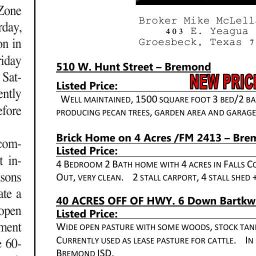 Zone
urday,
on in
riday
Sat-
ently
efore
com-
t in-
sons
ate a
open
ment
e 60-
Broker Mike McLell
403 E. Yeagua
Groesbeck, Texas 7
510 W. Hunt Street – Bremond
Listed Price:
NEW PRIC
WELL MAINTAINED, 1500 SQUARE FOOT 3 BED/2 BA
PRODUCING PECAN TREES, GARDEN AREA AND GARAGE
Brick Home on 4 Acres /FM 2413 – Bremo
Listed Price:
4 BEDROOM 2 BATH HOME WITH 4 ACRES IN FALLS CO
OUT, VERY CLEAN. 2 STALL CARPORT, 4 STALL SHED +
40 ACRES OFF OF HWY. 6 Down Bartkw
Listed Price:
WIDE OPEN PASTURE WITH SOME WOODS, STOCK TAN
CURRENTLY USED AS LEASE PASTURE FOR CATTLE. IN
BREMOND ISD.